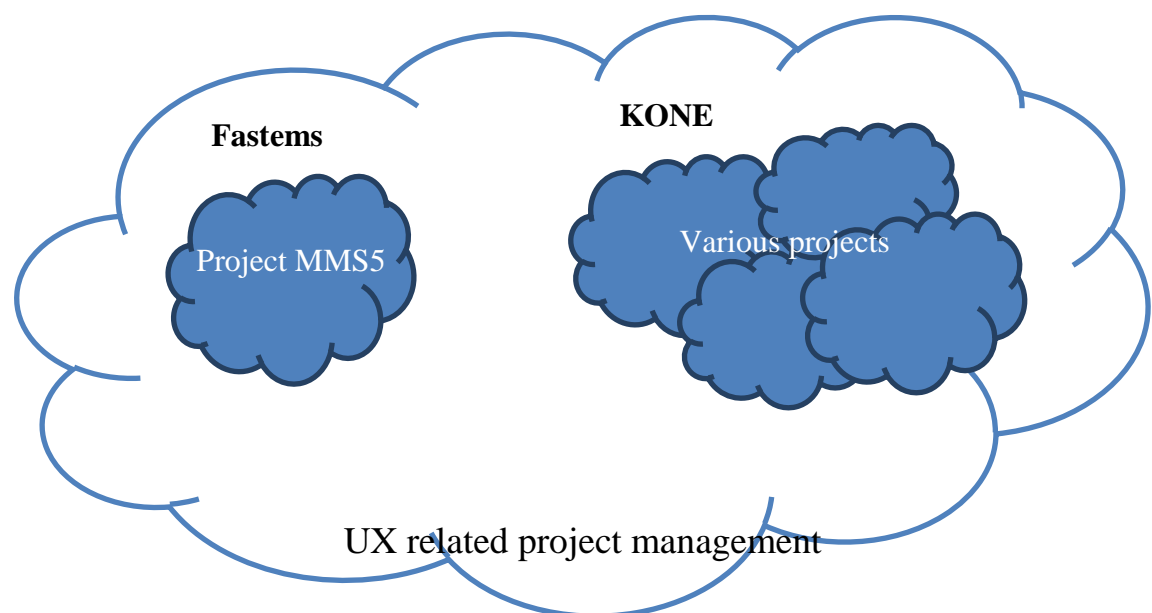 Fastems
KONE
Project MMS5
Various projects
UX related project management